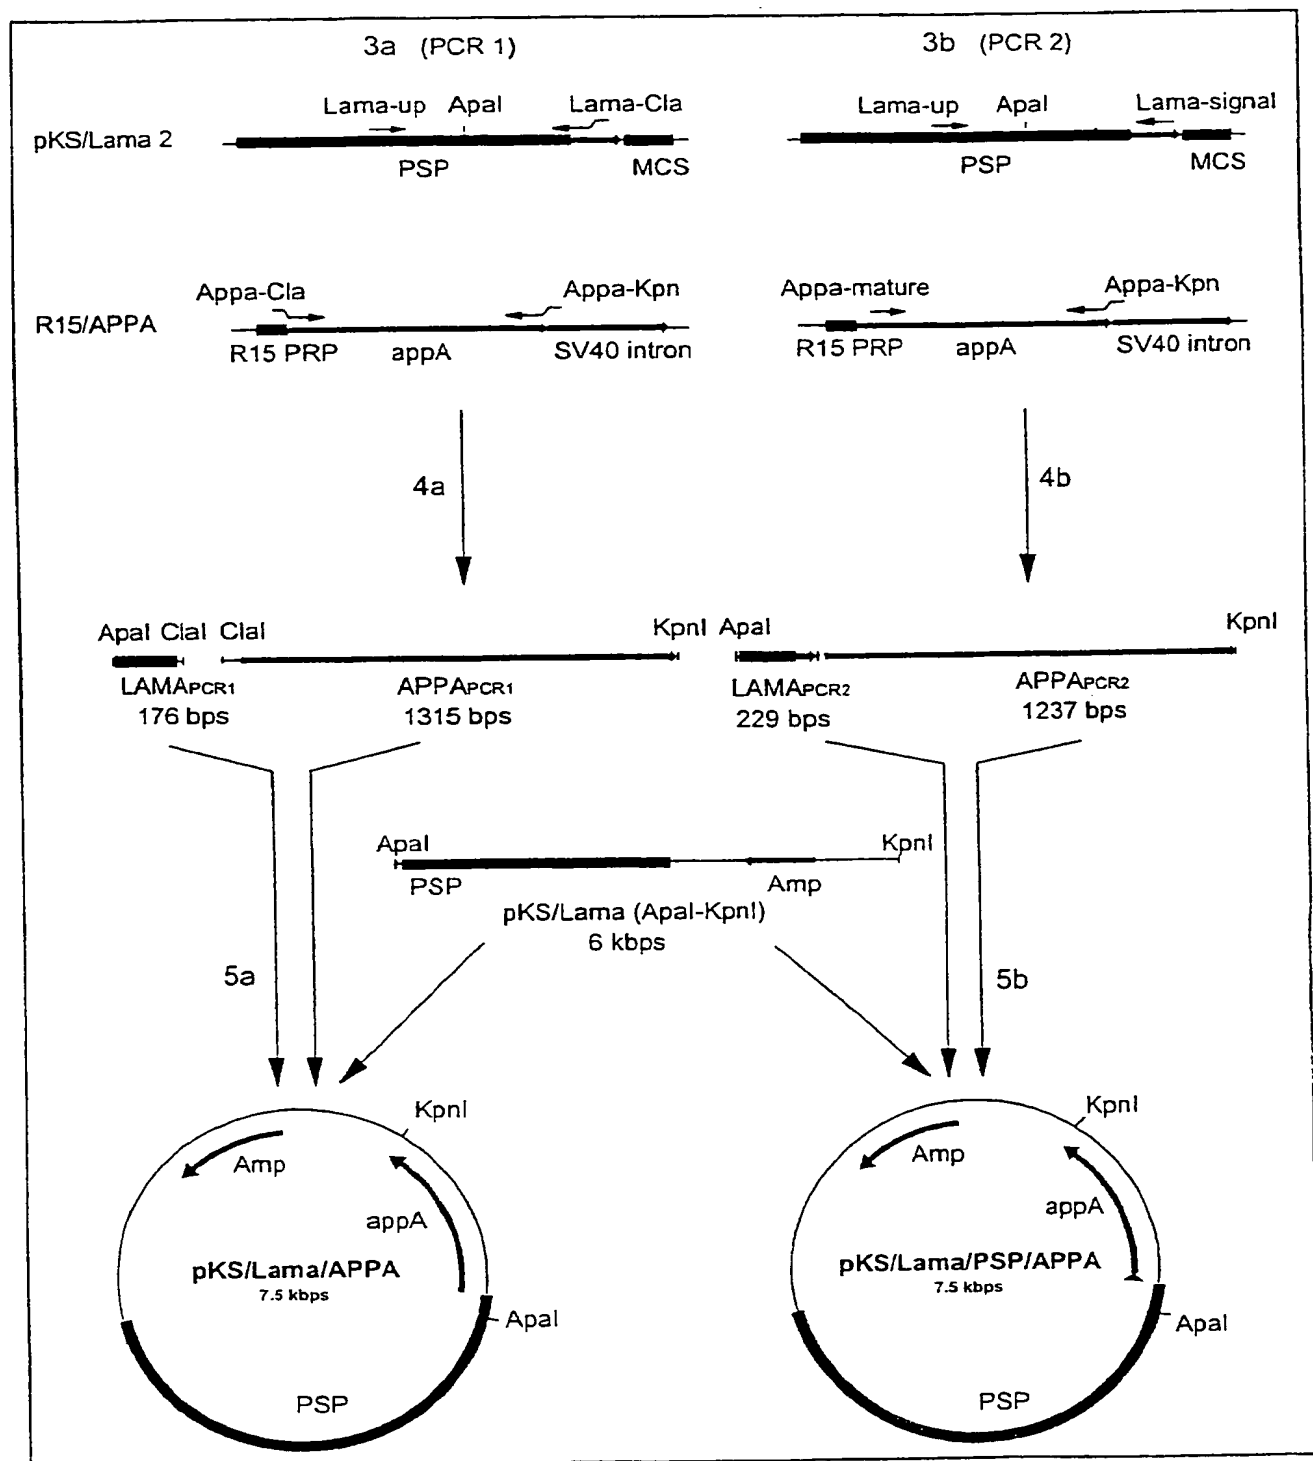 3a (PCR 1) 3b (PCR 2)
Lama-up ApaI Lama-Cla Lama-up ApaI Lama-signal
pKS/Lama 2
PSP MCS PSP MCS
Appa-Cla Appa-Kpn Appa-mature Appa-Kpn
R15/APPA
R15 PRP appA SV40 intron R15 PRP appA SV40 intron
4a 4b
ApaI ClaI ClaI KpnI ApaI KpnI
LAMAPCR1 APPAPCR1 LAMAPCR2 APPAPCR2
176 bps 1315 bps 229 bps 1237 bps
ApaI KpnI
PSP Amp
pKS/Lama (ApaI-KpnI)
6 kbps
5a 5b
KpnI KpnI
Amp Amp
appA appA
pKS/Lama/APPA pKS/Lama/PSP/APPA
7.5 kbps 7.5 kbps
ApaI ApaI
PSP PSP